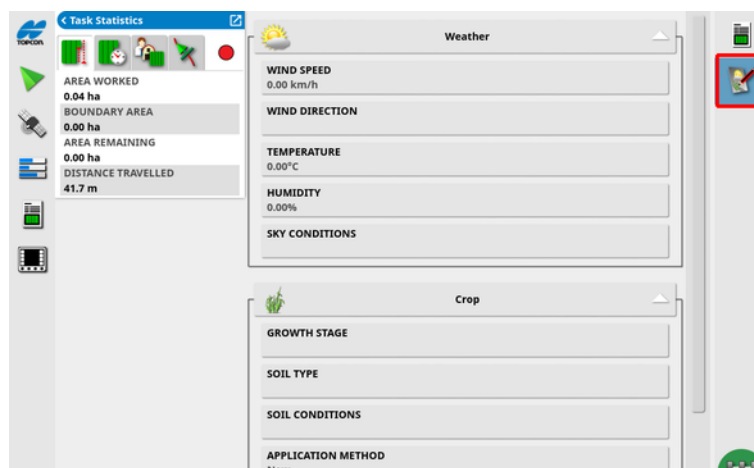 TOPCON
< Task Statistics
AREA WORKED
0.04 ha
BOUNDARY AREA
0.00 ha
AREA REMAINING
0.00 ha
DISTANCE TRAVELLED
41.7 m
Weather
WIND SPEED
0.00 km/h
WIND DIRECTION
TEMPERATURE
0.00°C
HUMIDITY
0.00%
SKY CONDITIONS
Crop
GROWTH STAGE
SOIL TYPE
SOIL CONDITIONS
APPLICATION METHOD